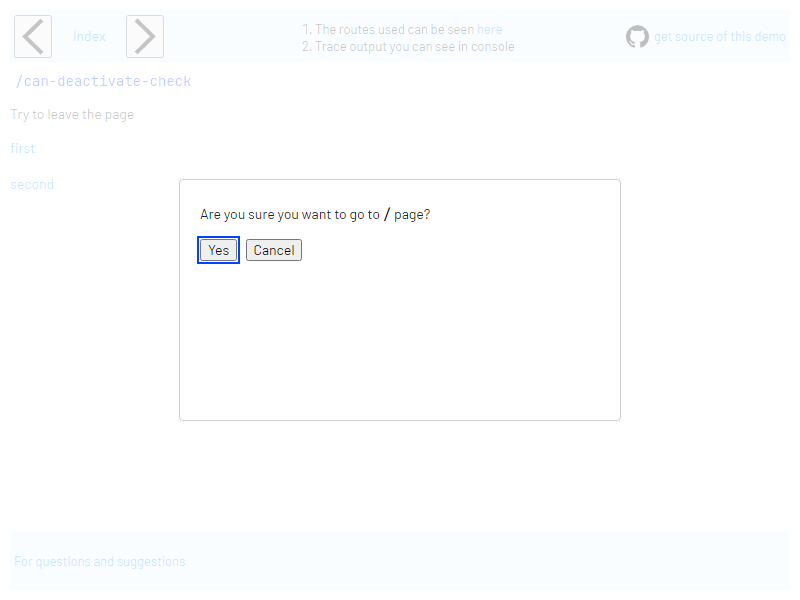 Index
1. The routes used can be seen here
2. Trace output you can see in console
get source of this demo
/can-deactivate-check
Try to leave the page
first
second
Are you sure you want to go to / page?
Yes Cancel
For questions and suggestions